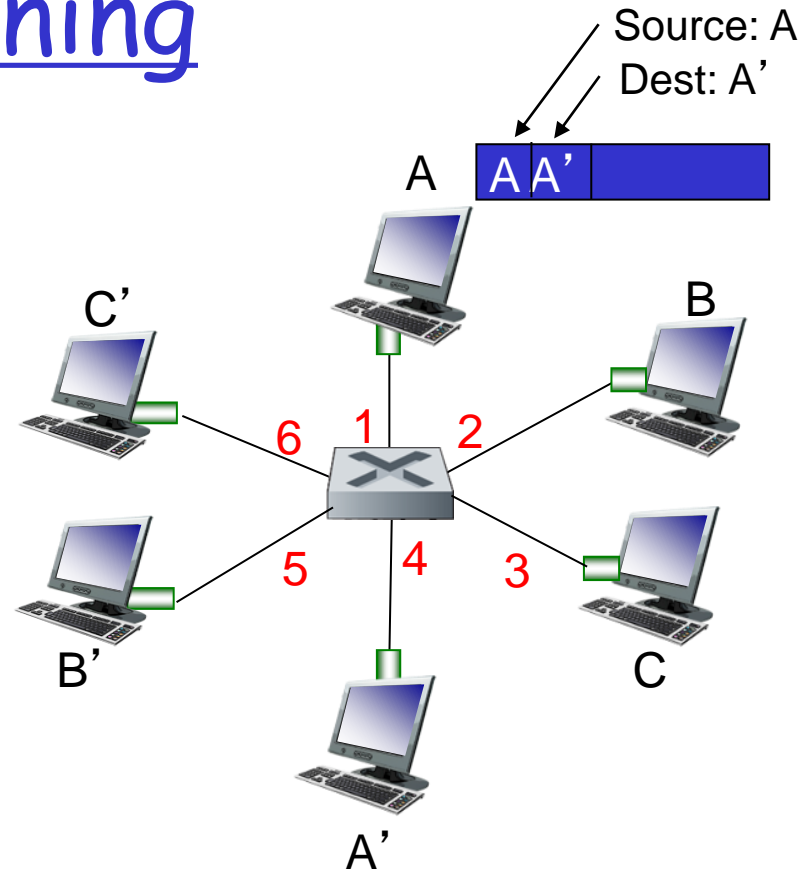 ning
Source: A
Dest: A’
A
A A’
C’
B
6 1 2
5 4 3
B’
C
A’